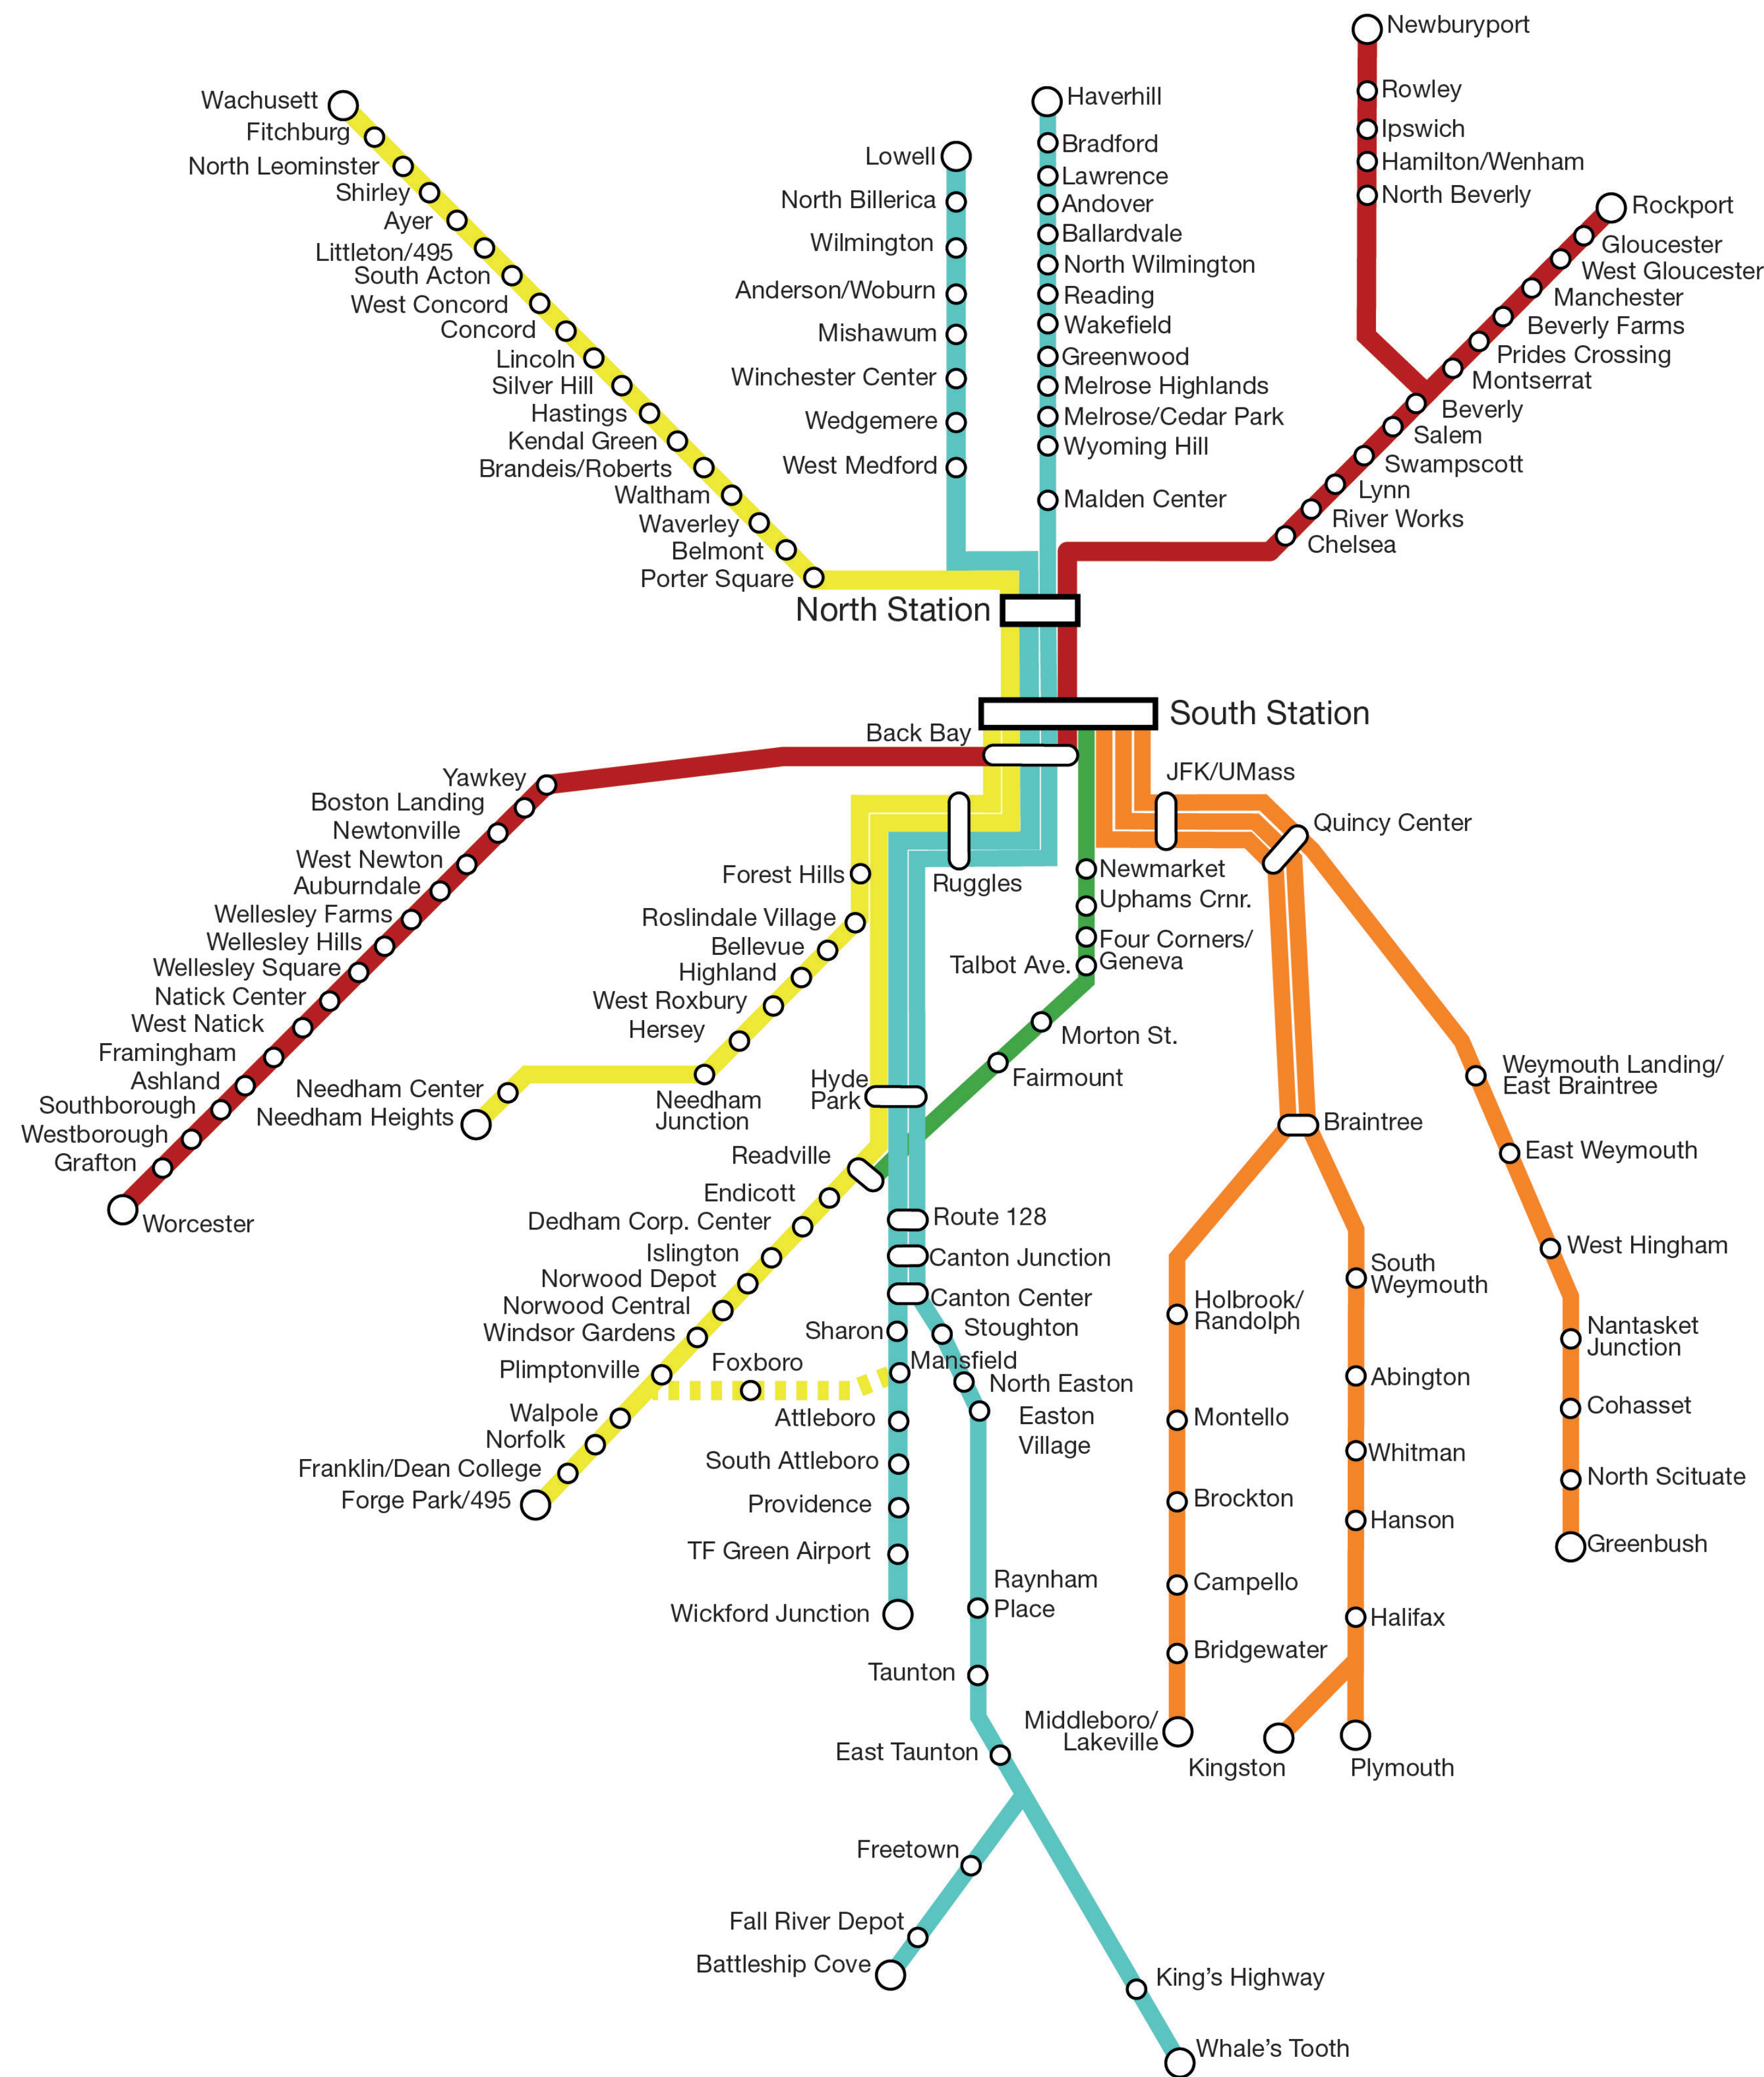 Wachusett
Fitchburg
North Leominster
Shirley
Ayer
Littleton/495
South Acton
West Concord
Concord
Lincoln
Silver Hill
Hastings
Kendal Green
Brandeis/Roberts
Waltham
Waverley
Belmont
Porter Square
Lowell
North Billerica
Wilmington
Anderson/Woburn
Mishawum
Winchester Center
Wedgemere
West Medford
Haverhill
Bradford
Lawrence
Andover
Ballardvale
North Wilmington
Reading
Wakefield
Greenwood
Melrose Highlands
Melrose/Cedar Park
Wyoming Hill
Malden Center
Newburyport
Rowley
Ipswich
Hamilton/Wenham
North Beverly
Rockport
Gloucester
West Gloucester
Manchester
Beverly Farms
Prides Crossing
Montserrat
Beverly
Salem
Swampscott
Lynn
River Works
Chelsea
North Station
South Station
Back Bay
Yawkey
Boston Landing
Newtonville
West Newton
Auburndale
Wellesley Farms
Wellesley Hills
Wellesley Square
Natick Center
West Natick
Framingham
Ashland
Southborough
Westborough
Grafton
Worcester
Ruggles
Forest Hills
Roslindale Village
Bellevue
Highland
West Roxbury
Hersey
Needham
Junction
Needham Center
Needham Heights
Hyde
Park
Readville
Endicott
Dedham Corp. Center
Islington
Norwood Depot
Norwood Central
Windsor Gardens
Plimptonville
Foxboro
Walpole
Norfolk
Franklin/Dean College
Forge Park/495
JFK/UMass
Quincy Center
Newmarket
Uphams Crnr.
Four Corners/
Geneva
Talbot Ave.
Morton St.
Fairmount
Route 128
Canton Junction
Canton Center
Sharon
Stoughton
Mansfield
North Easton
Easton
Village
Attleboro
South Attleboro
Providence
TF Green Airport
Wickford Junction
Raynham
Place
Taunton
East Taunton
Freetown
Fall River Depot
Battleship Cove
King's Highway
Whale's Tooth
Braintree
Holbrook/
Randolph
Montello
Brockton
Campello
Bridgewater
Middleboro/
Lakeville
South
Weymouth
Abington
Whitman
Hanson
Halifax
Kingston
Plymouth
Weymouth Landing/
East Braintree
East Weymouth
West Hingham
Nantasket
Junction
Cohasset
North Scituate
Greenbush